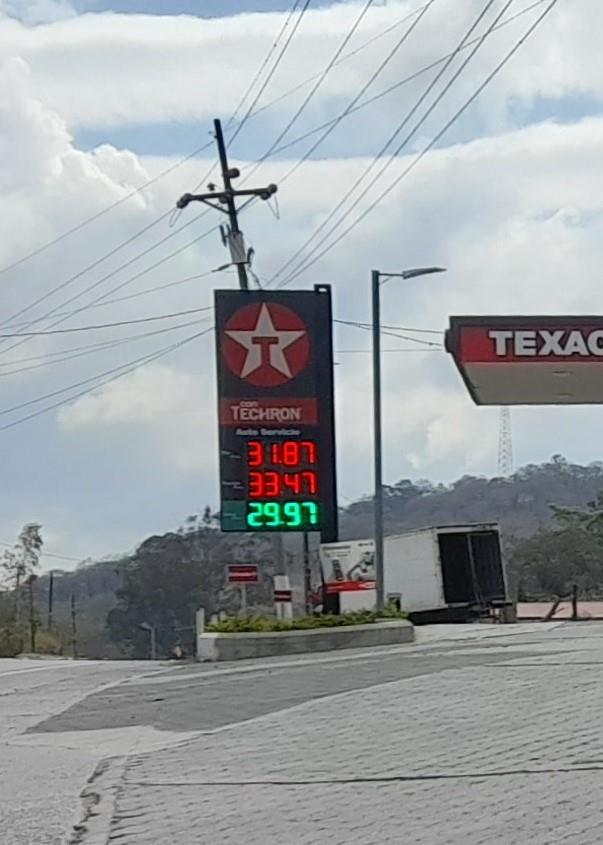 T
con
TECHRON
Auto Servicio
31.87
33.47
29.97
TEXAC